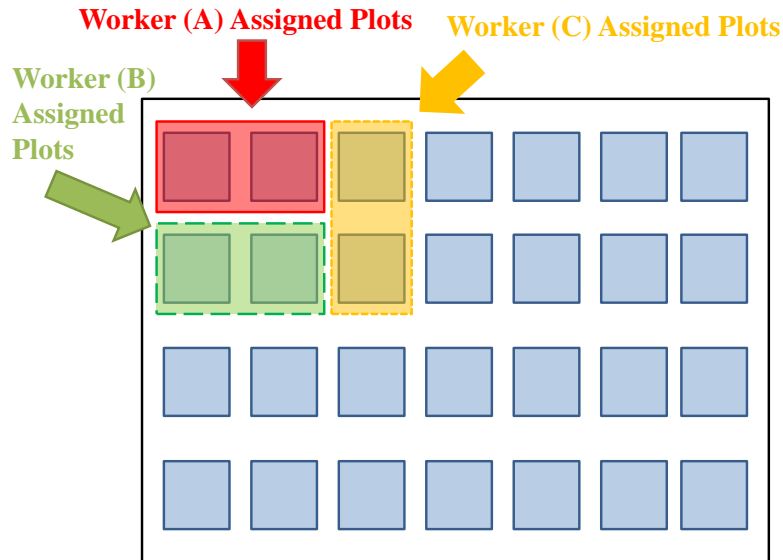 Worker (A) Assigned Plots
Worker (C) Assigned Plots
Worker (B)
Assigned
Plots